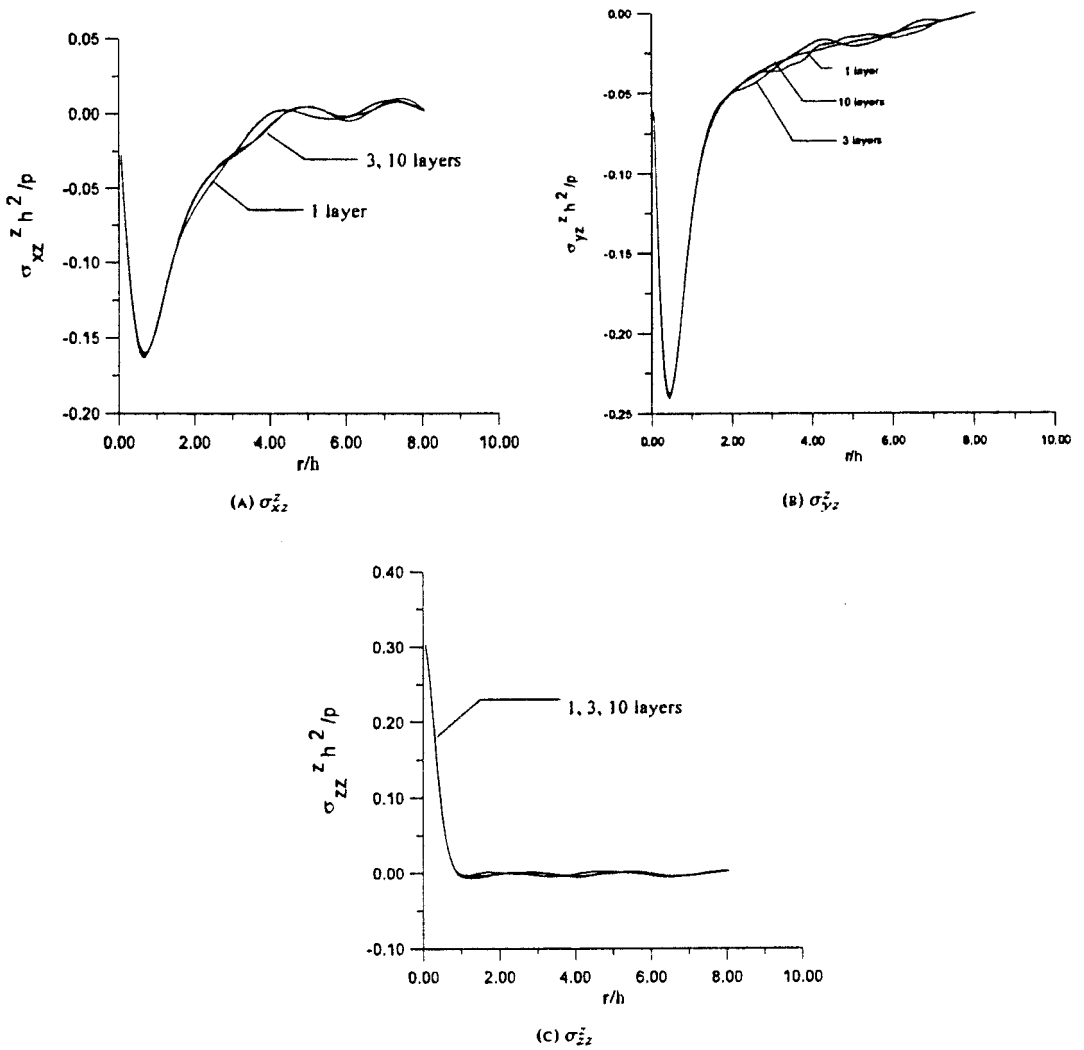 0.05
0.00
-0.05
-0.10
-0.15
-0.20
σxz^z h²/p
3, 10 layers
1 layer
0.00 2.00 4.00 6.00 8.00 10.00
r/h
(A) σ^z_xz
0.00
-0.05
-0.10
-0.15
-0.20
-0.25
σyz^z h²/p
1 layer
10 layers
3 layers
0.00 2.00 4.00 6.00 8.00 10.00
r/h
(B) σ^z_yz
0.40
0.30
0.20
0.10
0.00
-0.10
σzz^z h²/p
1, 3, 10 layers
0.00 2.00 4.00 6.00 8.00 10.00
r/h
(C) σ^z_zz